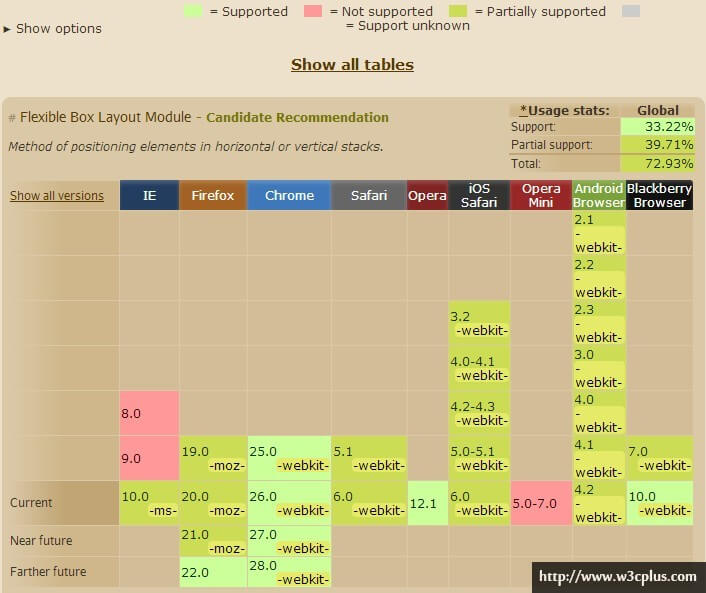 = Supported = Not supported = Partially supported
= Support unknown
▸ Show options
Show all tables
# Flexible Box Layout Module - Candidate Recommendation
Method of positioning elements in horizontal or vertical stacks.
*Usage stats: Global
Support: 33.22%
Partial support: 39.71%
Total: 72.93%
Show all versions IE Firefox Chrome Safari Opera iOS Safari Opera Mini Android Browser Blackberry Browser
2.1 -webkit-
2.2 -webkit-
3.2 -webkit- 2.3 -webkit-
4.0-4.1 -webkit- 3.0 -webkit-
8.0 4.2-4.3 -webkit- 4.0 -webkit-
9.0 19.0 -moz- 25.0 -webkit- 5.1 -webkit- 5.0-5.1 -webkit- 4.1 -webkit- 7.0 -webkit-
Current 10.0 -ms- 20.0 -moz- 26.0 -webkit- 6.0 -webkit- 12.1 6.0 -webkit- 5.0-7.0 4.2 -webkit- 10.0 -webkit-
Near future 21.0 -moz- 27.0 -webkit-
Farther future 22.0 28.0 -webkit-
http://www.w3cplus.com